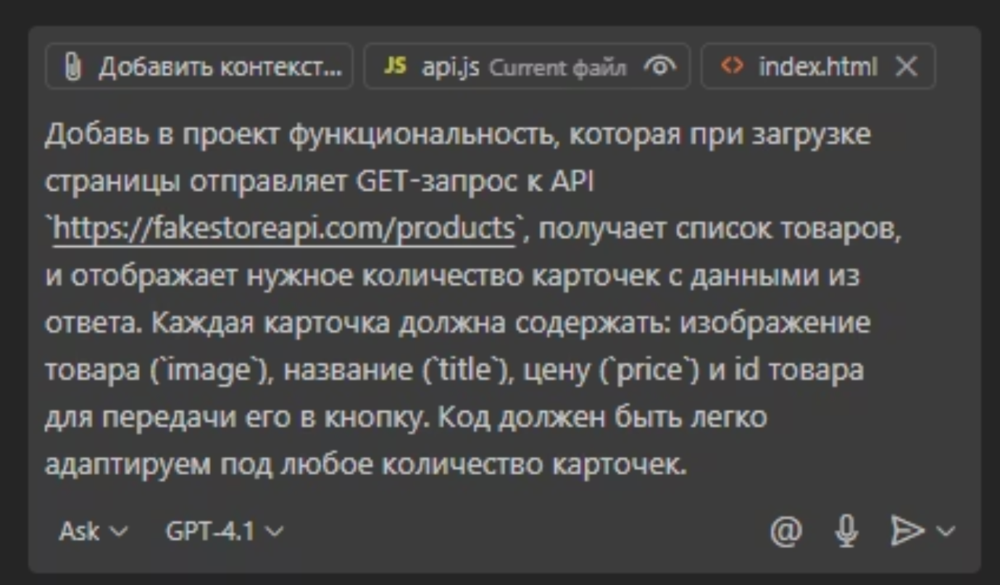 Добавить контекст... JS api.js Current файл index.html
Добавь в проект функциональность, которая при загрузке
страницы отправляет GET-запрос к API
`https://fakestoreapi.com/products`, получает список товаров,
и отображает нужное количество карточек с данными из
ответа. Каждая карточка должна содержать: изображение
товара (`image`), название (`title`), цену (`price`) и id товара
для передачи его в кнопку. Код должен быть легко
адаптируем под любое количество карточек.
Ask GPT-4.1